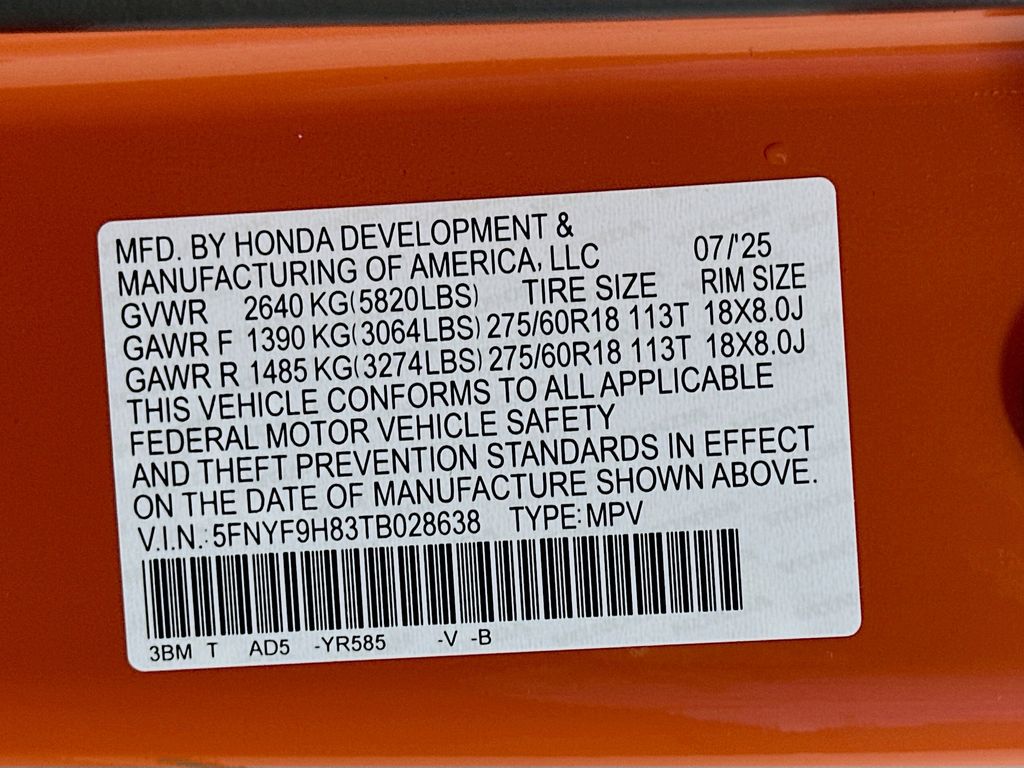 MFD. BY HONDA DEVELOPMENT &
MANUFACTURING OF AMERICA, LLC 07/'25
GVWR 2640 KG(5820LBS) TIRE SIZE RIM SIZE
GAWR F 1390 KG(3064LBS) 275/60R18 113T 18X8.0J
GAWR R 1485 KG(3274LBS) 275/60R18 113T 18X8.0J
THIS VEHICLE CONFORMS TO ALL APPLICABLE
FEDERAL MOTOR VEHICLE SAFETY
AND THEFT PREVENTION STANDARDS IN EFFECT
ON THE DATE OF MANUFACTURE SHOWN ABOVE.
V.I.N.: 5FNYF9H83TB028638 TYPE: MPV
3BM T AD5 -YR585 -V -B